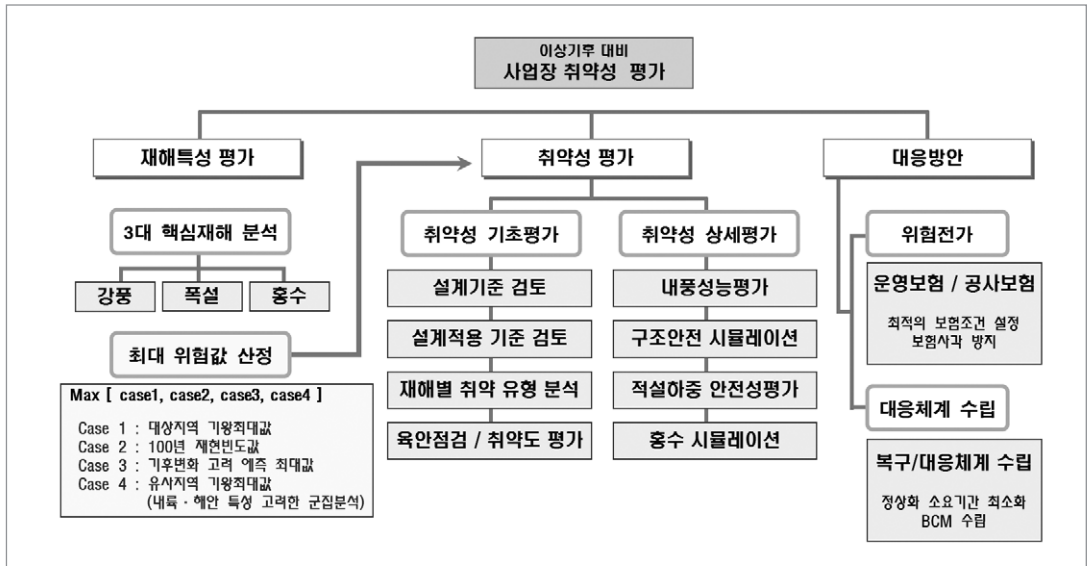 이상기후 대비
사업장 취약성 평가
재해특성 평가
3대 핵심재해 분석
강풍
폭설
홍수
최대 위험값 산정
Max [ case1, case2, case3, case4 ]
Case 1 : 대상지역 기왕최대값
Case 2 : 100년 재현빈도값
Case 3 : 기후변화 고려 예측 최대값
Case 4 : 유사지역 기왕최대값
(내륙 · 해안 특성 고려한 군집분석)
취약성 평가
취약성 기초평가
설계기준 검토
설계적용 기준 검토
재해별 취약 유형 분석
육안점검 / 취약도 평가
취약성 상세평가
내풍성능평가
구조안전 시뮬레이션
적설하중 안전성평가
홍수 시뮬레이션
대응방안
위험전가
운영보험 / 공사보험
최적의 보험조건 설정
보험사각 방지
대응체계 수립
복구/대응체계 수립
정상화 소요기간 최소화
BCM 수립